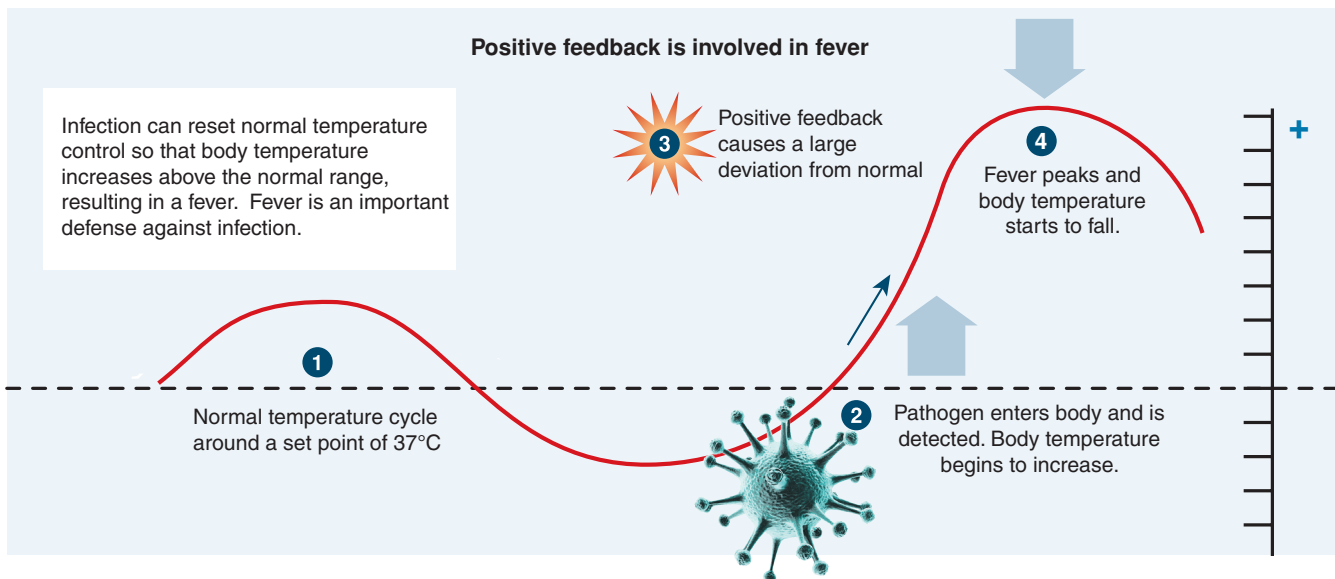 Positive feedback is involved in fever
Infection can reset normal temperature
control so that body temperature
increases above the normal range,
resulting in a fever. Fever is an important
defense against infection.
3
Positive feedback
causes a large
deviation from normal
4
Fever peaks and
body temperature
starts to fall.
+
1
Normal temperature cycle
around a set point of 37°C
2
Pathogen enters body and is
detected. Body temperature
begins to increase.